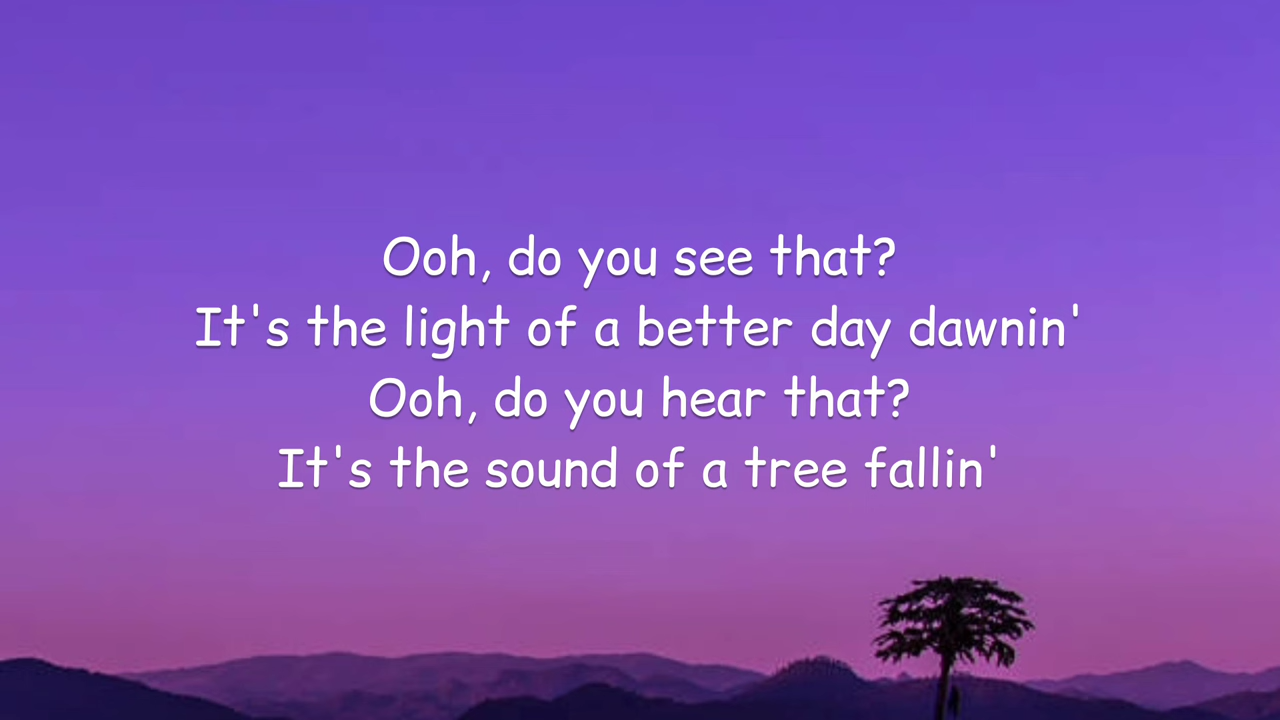 Ooh, do you see that?
It's the light of a better day dawnin'
Ooh, do you hear that?
It's the sound of a tree fallin'